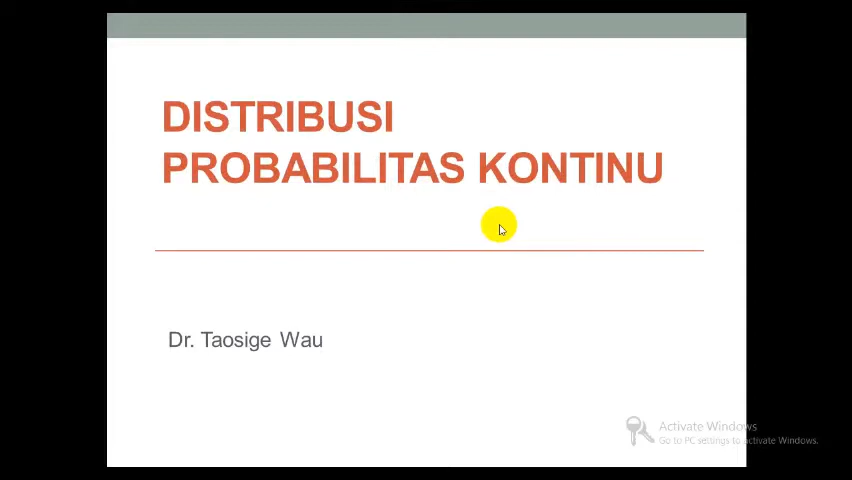 DISTRIBUSI
PROBABILITAS KONTINU
Dr. Taosige Wau
Activate Windows
Go to PC settings to activate Windows.